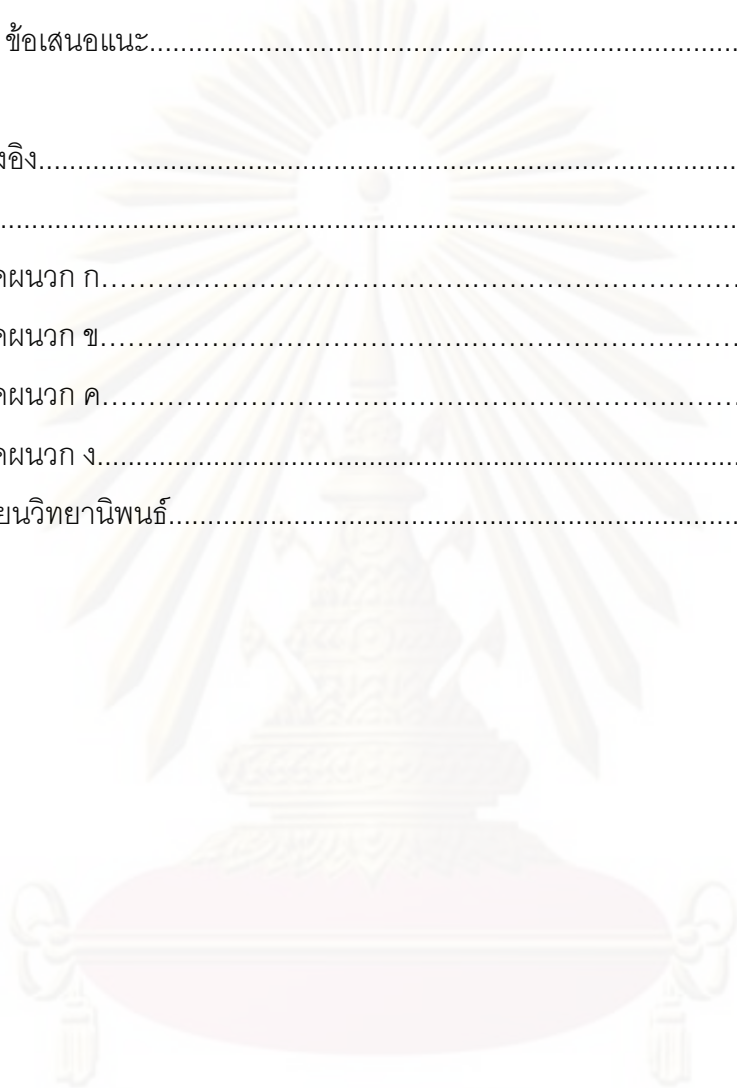 ข้อเสนอแนะ....................................................................................
งอิง....................................................................................................
..........................................................................................................
คผนวก ก……………………………………………………………………
คผนวก ข……………………………………………………………………
คผนวก ค……………………………………………………………………
คผนวก ง..........................................................................................
ยนวิทยานิพนธ์................................................................................